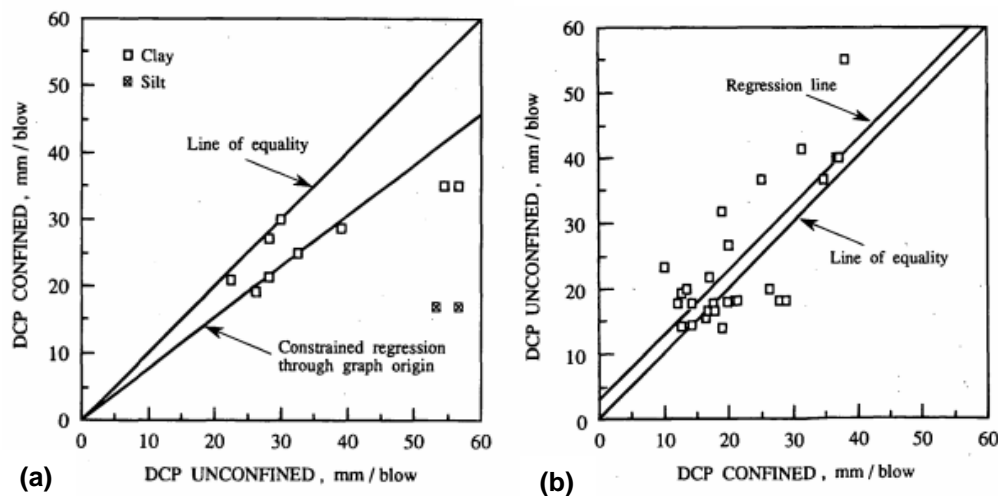 60
50
40
30
20
10
0
DCP CONFINED, mm/blow
Clay
Silt
Line of equality
Constrained regression
through graph origin
0 10 20 30 40 50 60
DCP UNCONFINED, mm/blow
(a)
60
50
40
30
20
10
0
DCP UNCONFINED, mm/blow
Regression line
Line of equality
0 10 20 30 40 50 60
DCP CONFINED, mm/blow
(b)